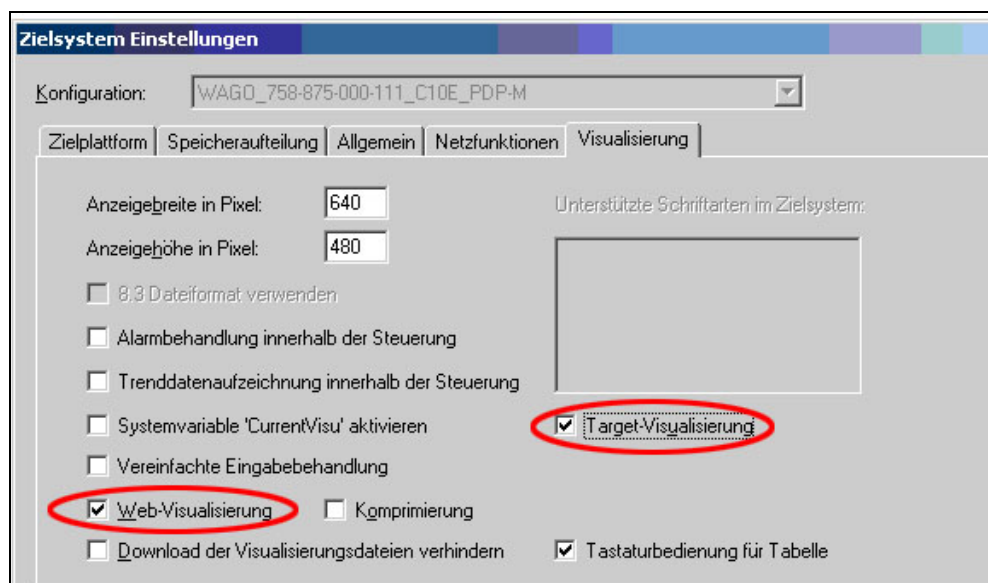 Zielsystem Einstellungen
Konfiguration: WAGO_758-875-000-111_C10E_PDP-M
Zielplattform Speicheraufteilung Allgemein Netzfunktionen Visualisierung
Anzeigebreite in Pixel: 640 Unterstützte Schriftarten im Zielsystem:
Anzeigehöhe in Pixel: 480
8.3 Dateiformat verwenden
Alarmbehandlung innerhalb der Steuerung
Trenddatenaufzeichnung innerhalb der Steuerung
Systemvariable 'CurrentVisu' aktivieren Target-Visualisierung
Vereinfachte Eingabebehandlung
Web-Visualisierung Komprimierung
Download der Visualisierungsdateien verhindern Tastaturbedienung für Tabelle